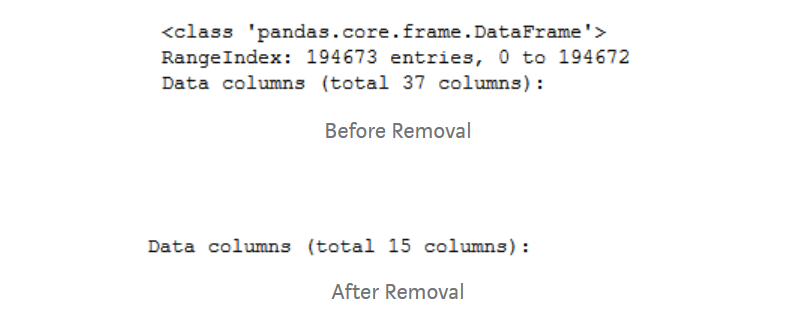 <class 'pandas.core.frame.DataFrame'>
RangeIndex: 194673 entries, 0 to 194672
Data columns (total 37 columns):
Before Removal
Data columns (total 15 columns):
After Removal